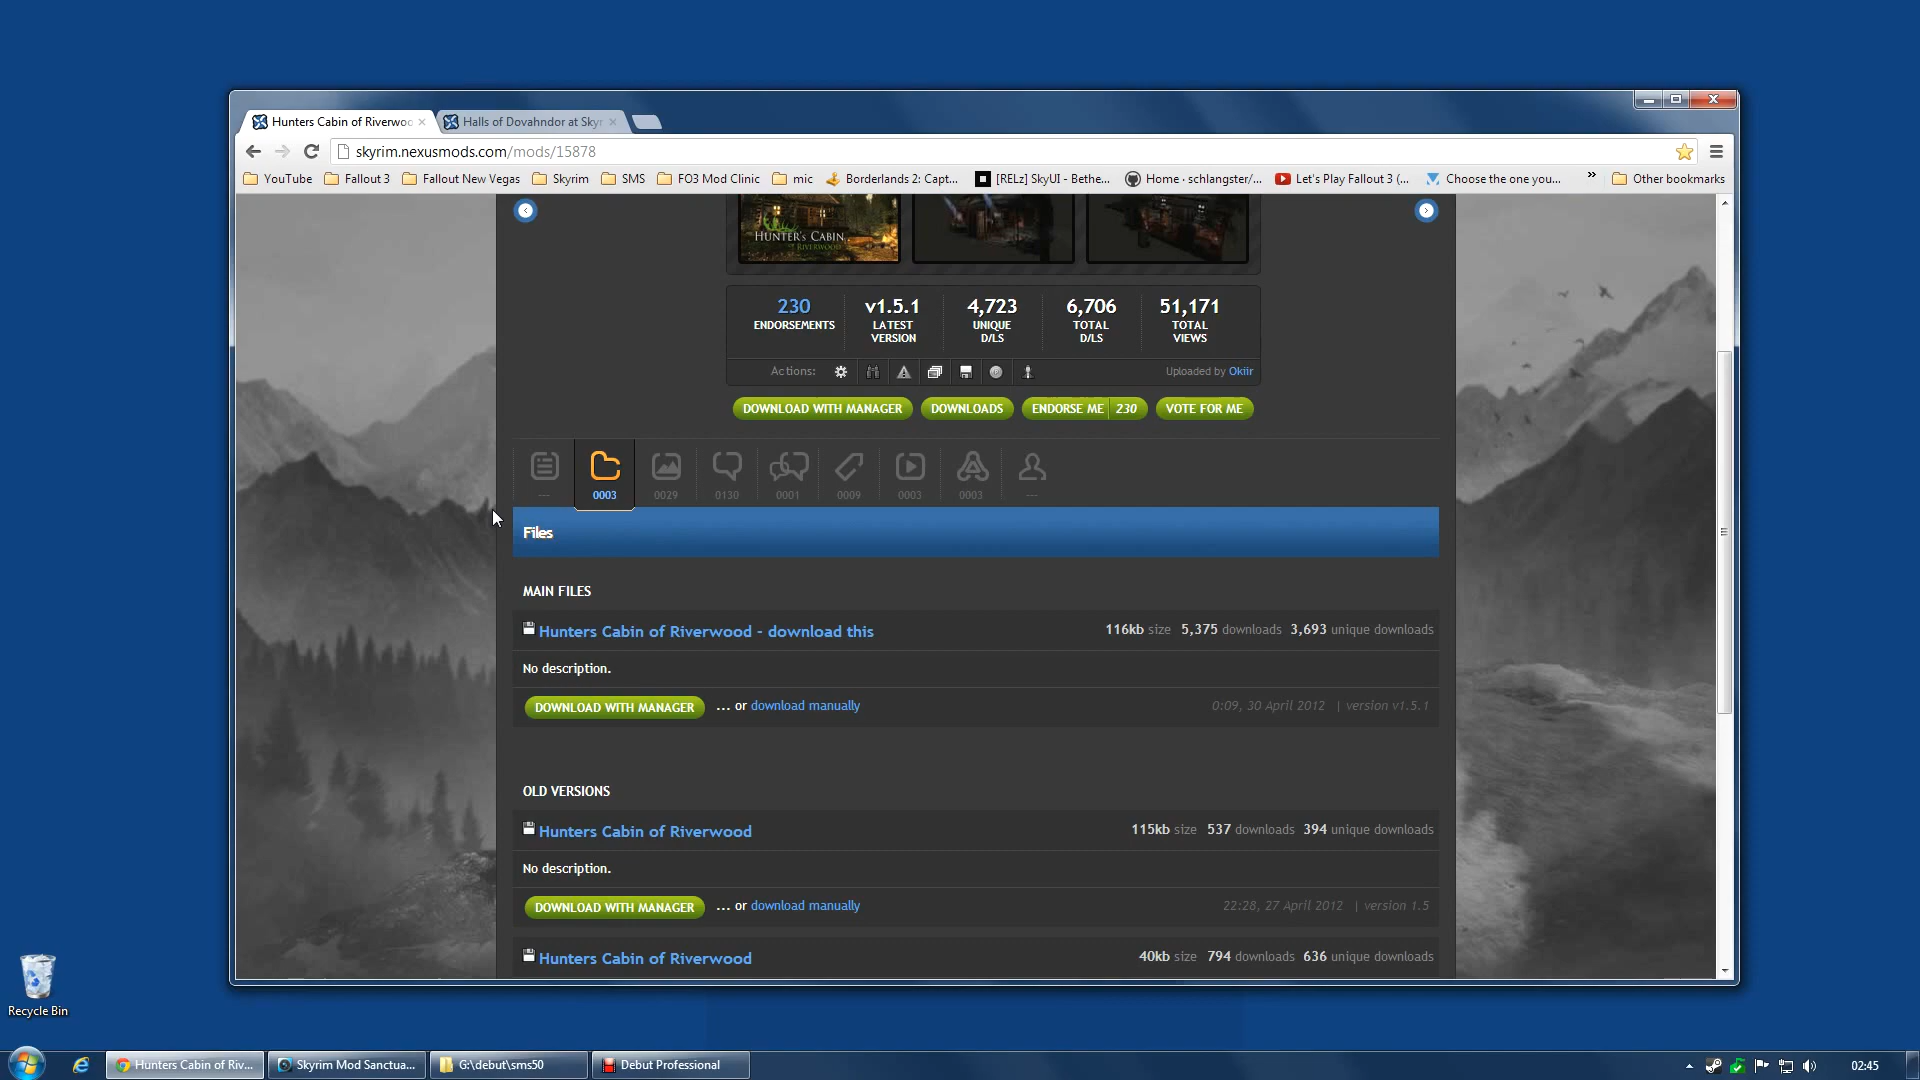 Hunters Cabin of Riverwoo
Halls of Dovahndor at Skyr
skyrim.nexusmods.com/mods/15878
YouTube
Fallout 3
Fallout New Vegas
Skyrim
SMS
FO3 Mod Clinic
mic
Borderlands 2: Capt...
[RELz] SkyUI - Bethe...
Home · schlangster/...
Let's Play Fallout 3 (...
Choose the one you...
»
Other bookmarks
HUNTER'S CABIN
of RIVERWOOD
230
ENDORSEMENTS
v1.5.1
LATEST
VERSION
4,723
UNIQUE
D/LS
6,706
TOTAL
D/LS
51,171
TOTAL
VIEWS
Actions:
Uploaded by Okiir
DOWNLOAD WITH MANAGER
DOWNLOADS
ENDORSE ME 230
VOTE FOR ME
---
0003
0029
0130
0001
0009
0003
0003
---
Files
MAIN FILES
Hunters Cabin of Riverwood - download this
116kb size 5,375 downloads 3,693 unique downloads
No description.
DOWNLOAD WITH MANAGER ... or download manually
0:09, 30 April 2012 | version v1.5.1
OLD VERSIONS
Hunters Cabin of Riverwood
115kb size 537 downloads 394 unique downloads
No description.
DOWNLOAD WITH MANAGER ... or download manually
22:28, 27 April 2012 | version 1.5
Hunters Cabin of Riverwood
40kb size 794 downloads 636 unique downloads
Recycle Bin
Hunters Cabin of Riv...
Skyrim Mod Sanctua...
G:\debut\sms50
Debut Professional
02:45